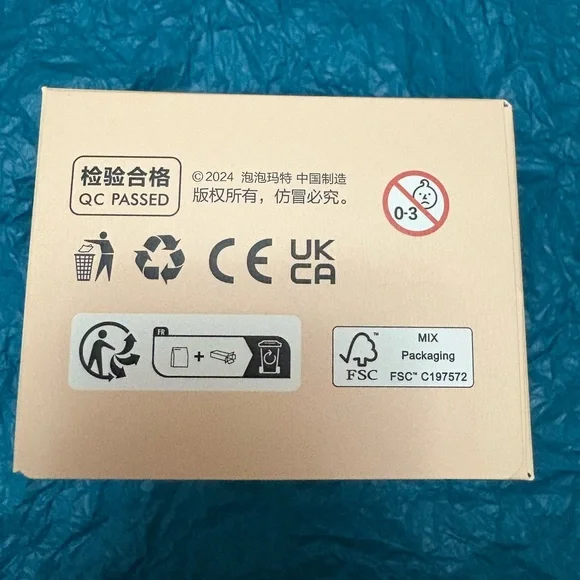 检验合格
QC PASSED
©2024 泡泡玛特 中国制造
版权所有，仿冒必究。
0-3
CE
UK
CA
FR
+
FSC
™
MIX
Packaging
FSC™ C197572